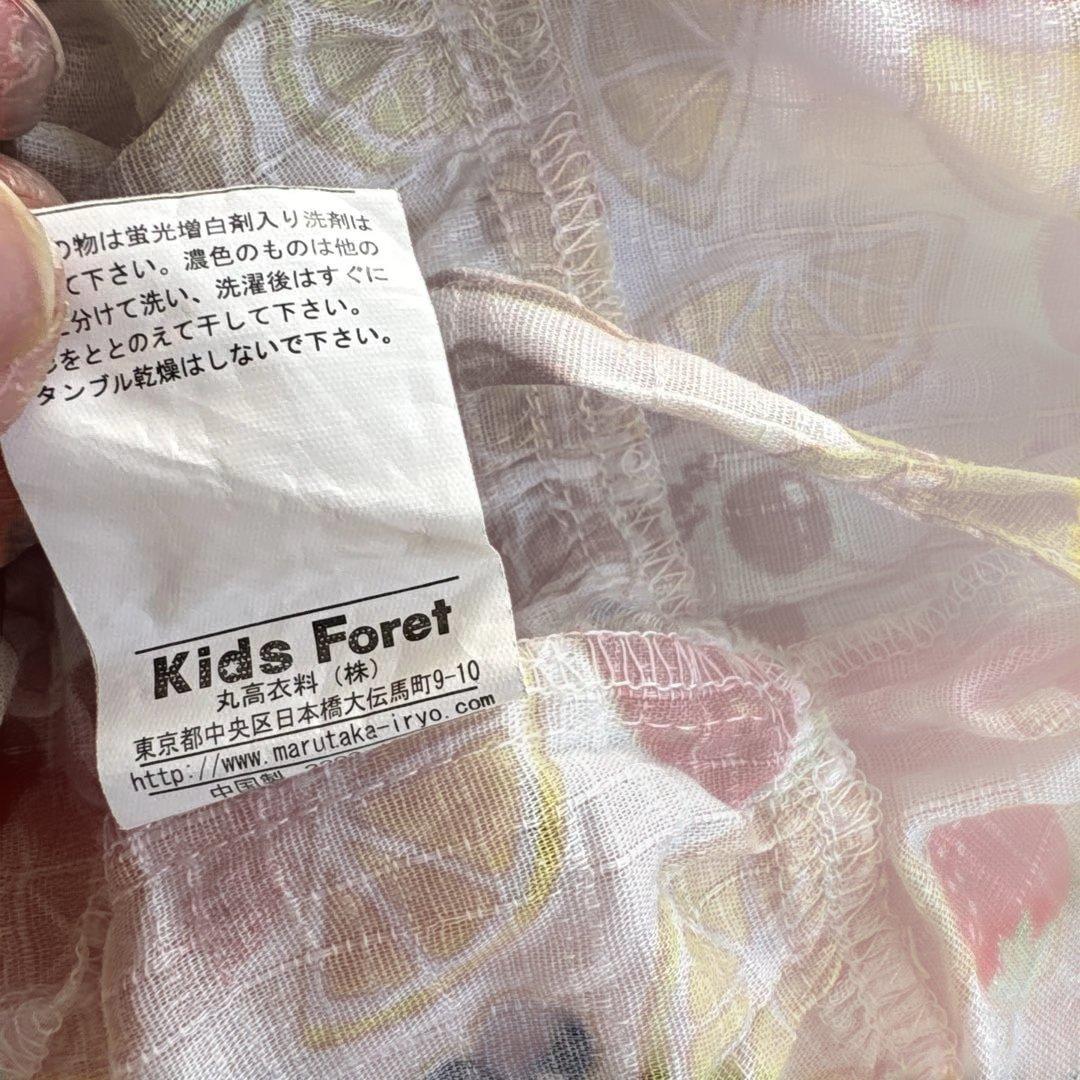 の物は蛍光増白剤入り洗剤は
て下さい。濃色のものは他の
分けて洗い、洗濯後はすぐに
をととのえて干して下さい。
タンブル乾燥はしないで下さい。
Kids Foret
丸高衣料（株）
東京都中央区日本橋大伝馬町9-10
http://www.marutaka-iryo.com
中国製